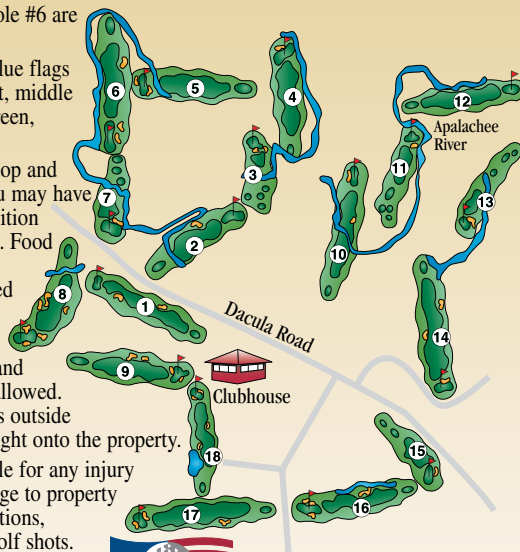 ole #6 are
lue flags
t, middle
reen,
op and
u may have
ition
. Food
ed
and
llowed.
s outside
ght onto the property.
le for any injury
ge to property
tions,
olf shots.
6
5
4
12
Apalachee
River
3
11
7
13
2
10
8
1
Dacula Road
14
9
Clubhouse
18
15
17
16